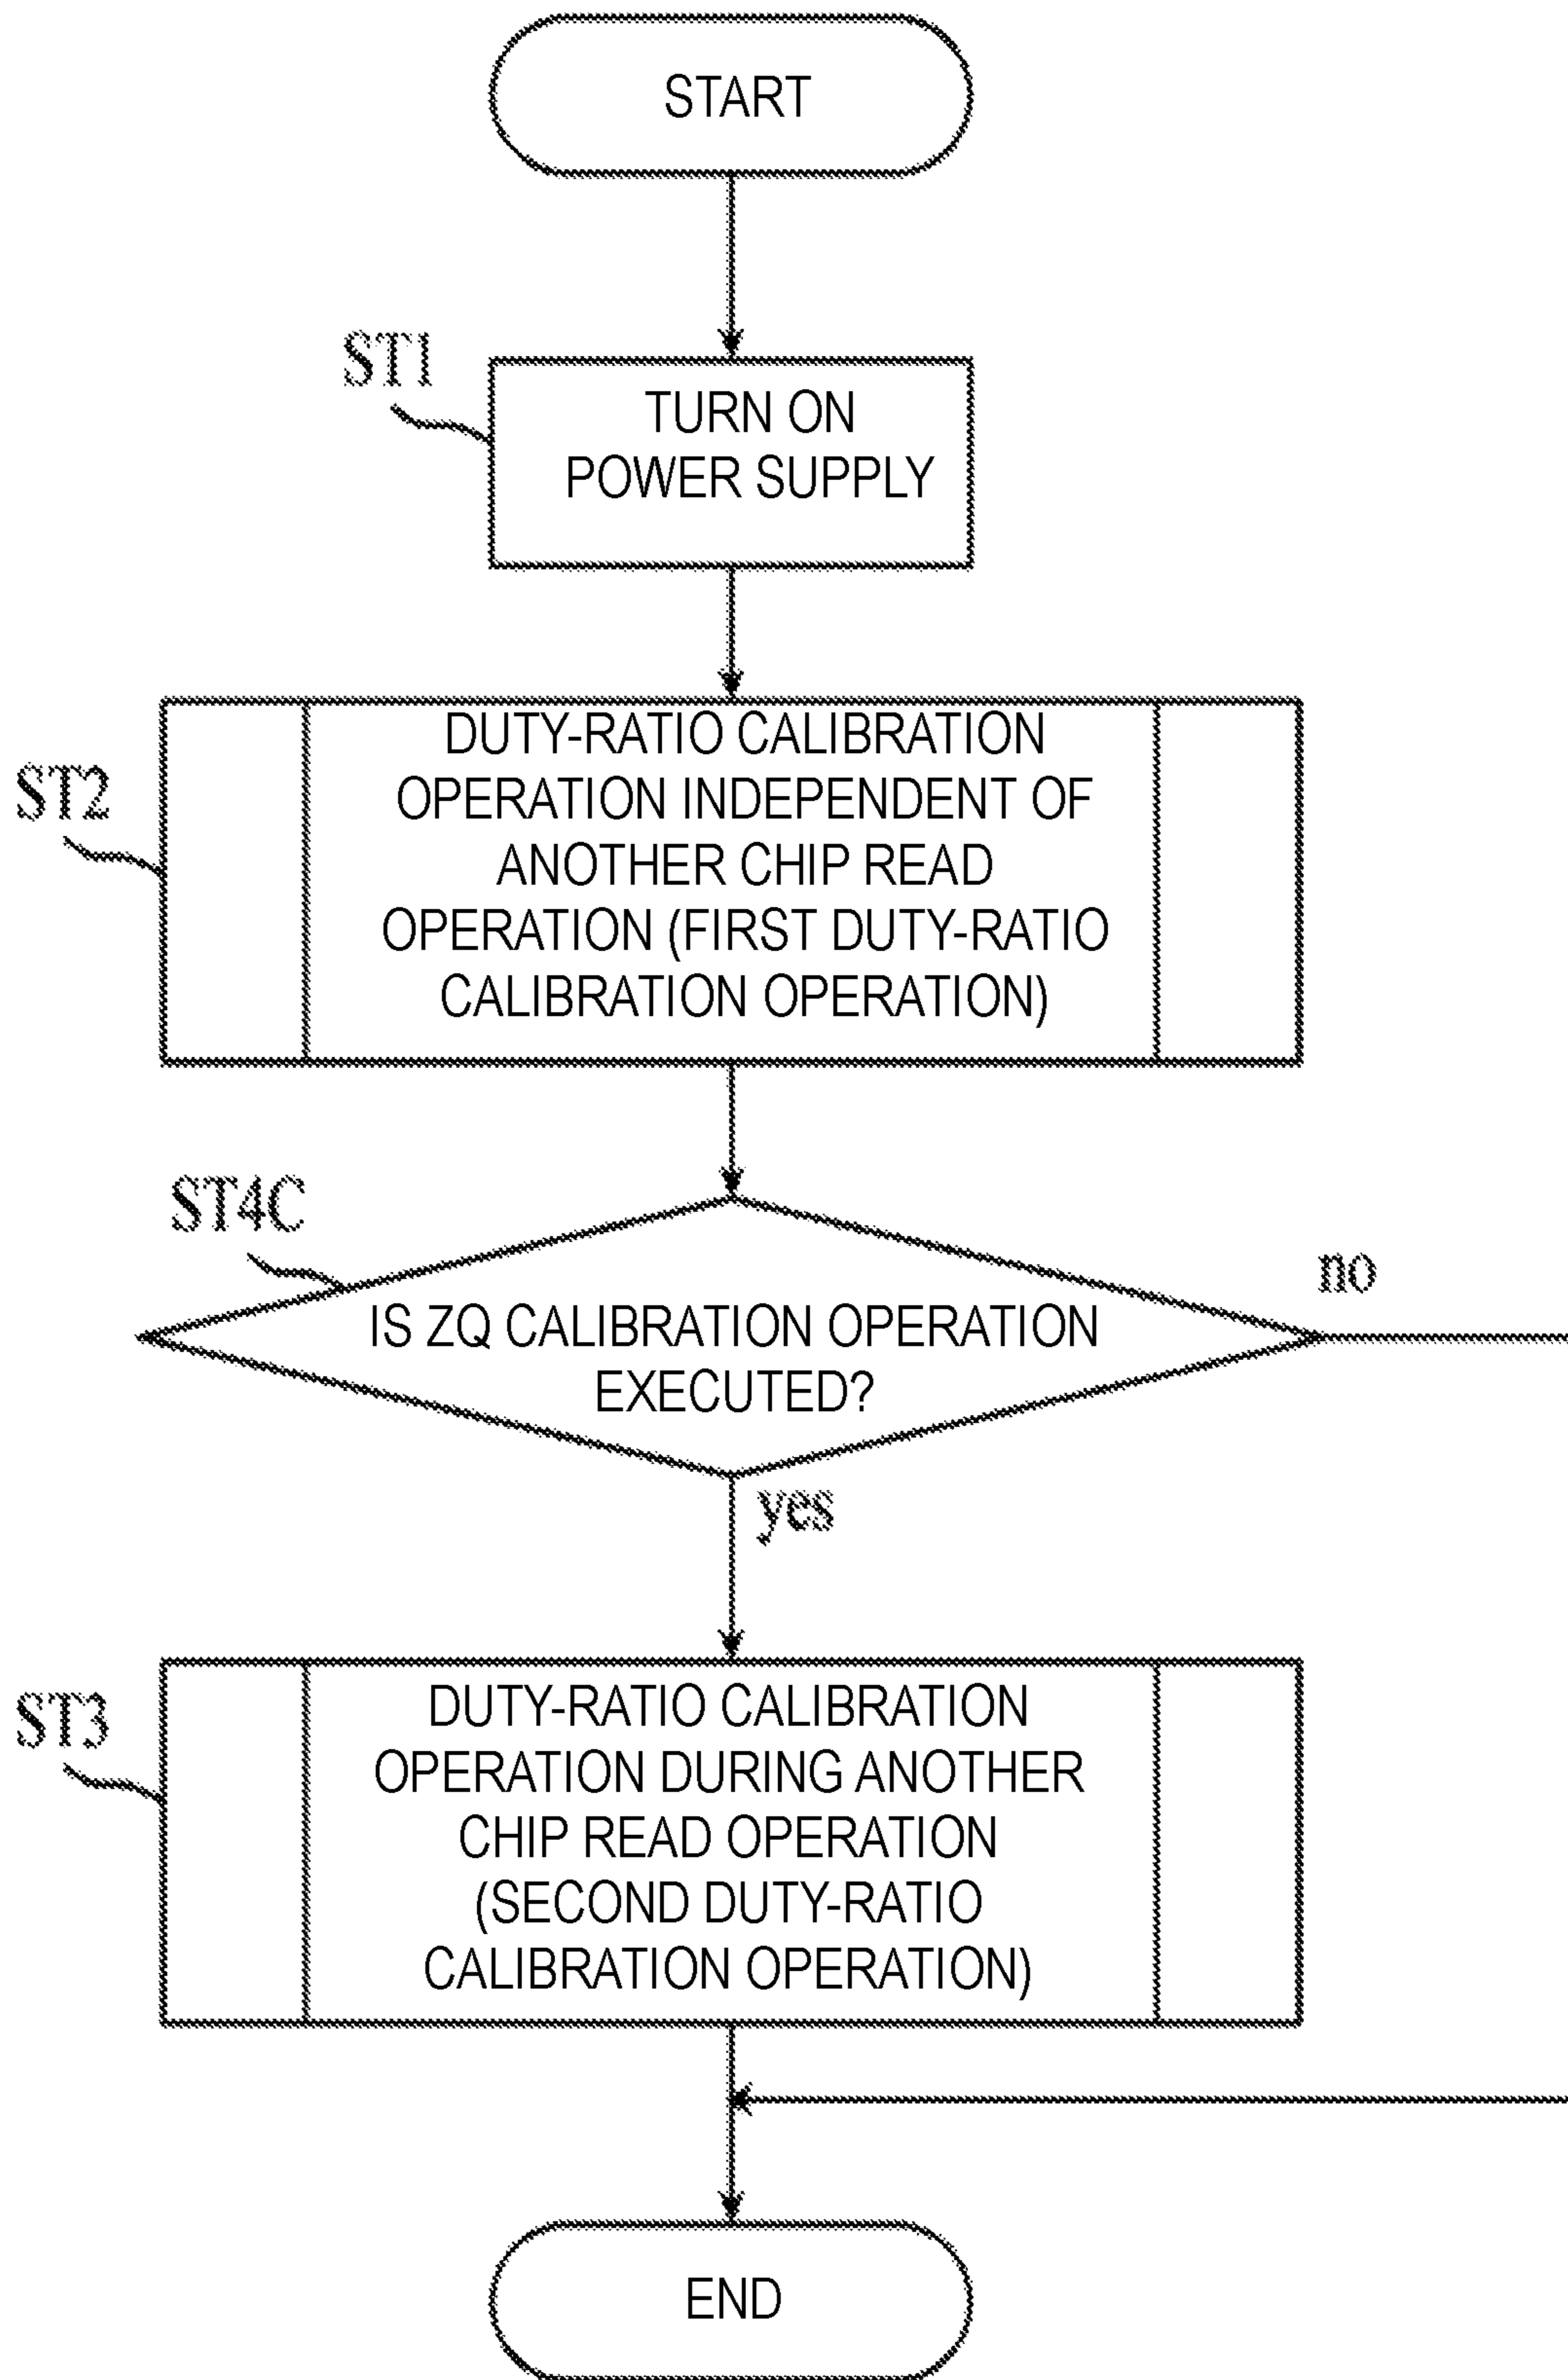 START
ST1
TURN ON
POWER SUPPLY
ST2
DUTY-RATIO CALIBRATION
OPERATION INDEPENDENT OF
ANOTHER CHIP READ
OPERATION (FIRST DUTY-RATIO
CALIBRATION OPERATION)
ST4C
IS ZQ CALIBRATION OPERATION
EXECUTED?
no
yes
ST3
DUTY-RATIO CALIBRATION
OPERATION DURING ANOTHER
CHIP READ OPERATION
(SECOND DUTY-RATIO
CALIBRATION OPERATION)
END